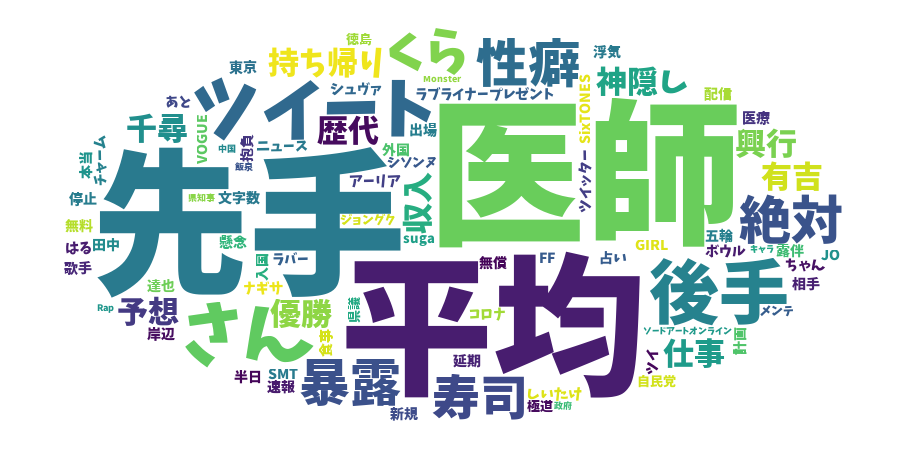 徳島
くら
性癖
浮気
東京
持ち帰り
Monster
神隠し
シュヴァ
ラブライナープレゼント
配信
あと
ツイート
SixTONES
医師
医療
千尋
VOGUE
歴代
出場
興行
本当
チャーム
中国
抱負
ニュース
外国
飯泉
シソンヌ
ツイッター
有吉
停止
先手
県知事
文字数
アーリア
収入
絶対
無料
ジョングク
suga
GIRL
五輪
はる
田中
懸念
ボウル
キャラ
露伴
JO
歌手
入国
ラバー
平均
無償
FF
占い
後手
ちゃん
達也
ナギサ
相手
Rap
予想
さん
優勝
県議
コロナ
メンテ
岸辺
食事
ソードアートオンライン
計画
延期
ツイ
仕事
半日
SMT
速報
暴露
寿司
自民党
しいたけ
新規
極道
政府